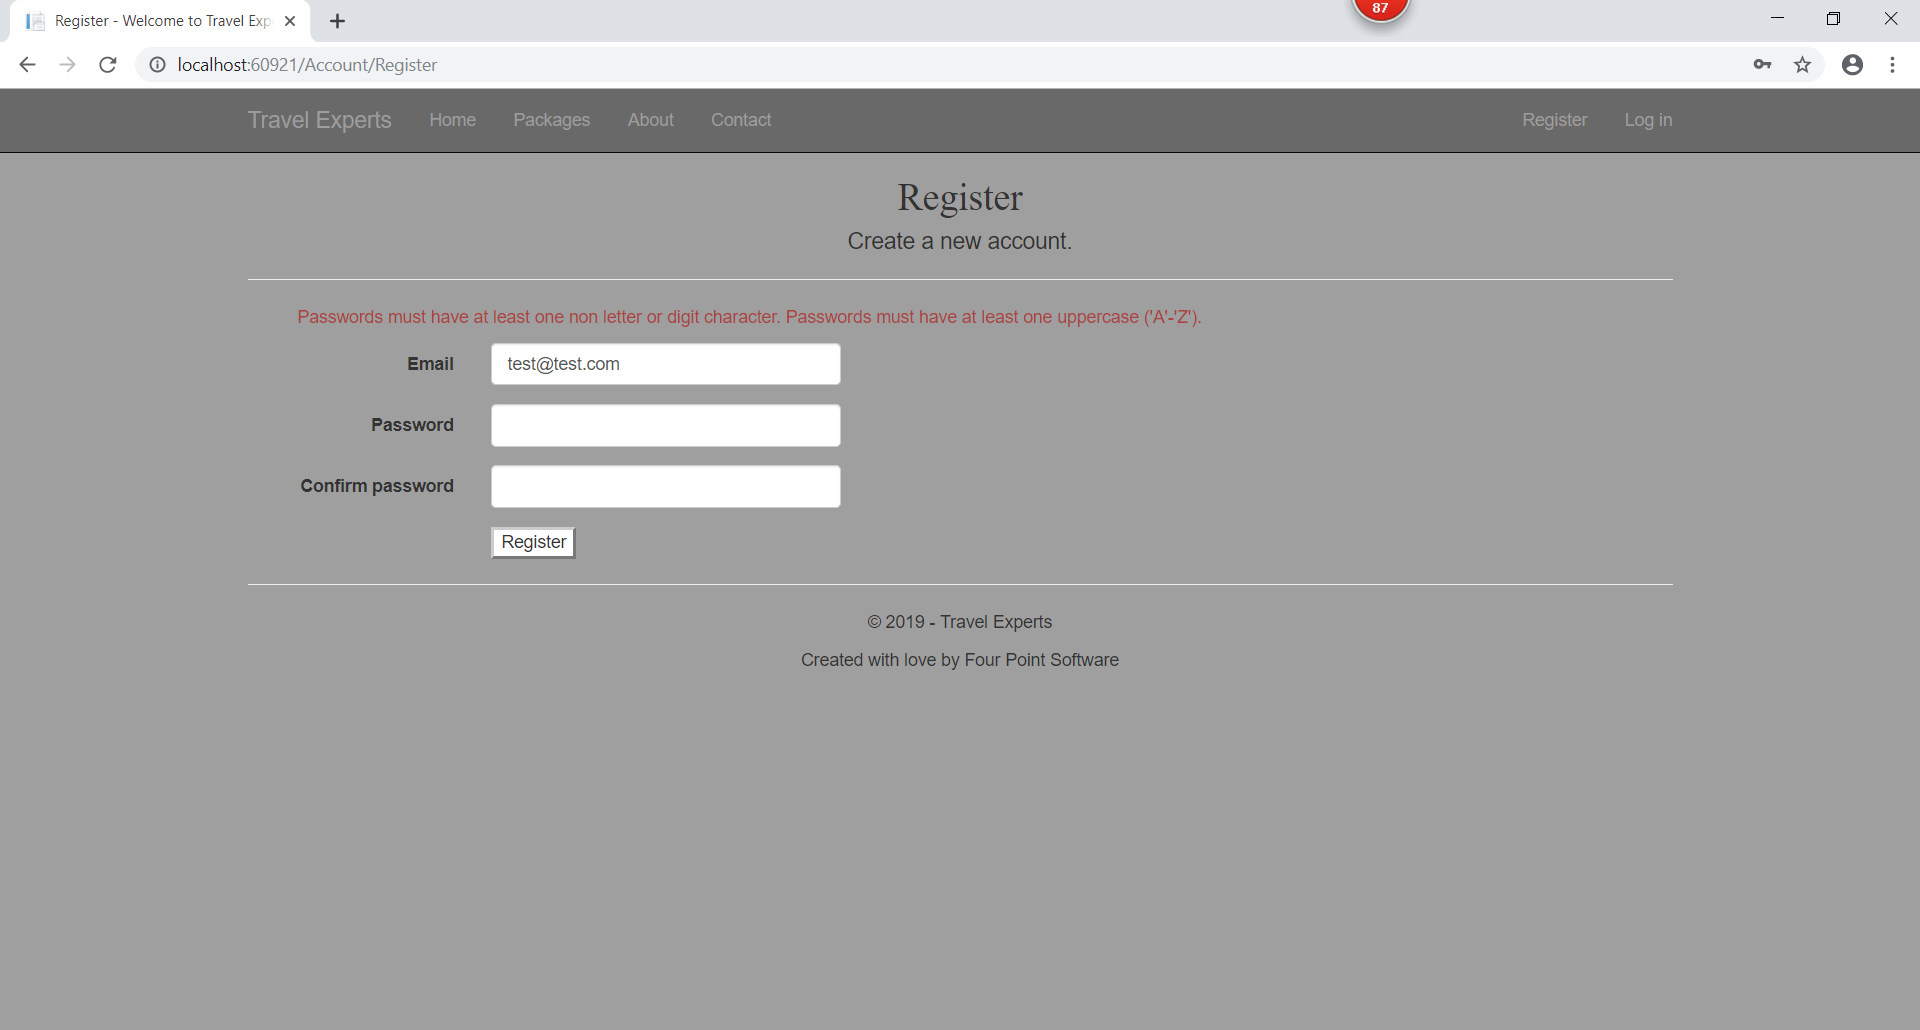 Register - Welcome to Travel Exp
87
localhost:60921/Account/Register
Travel Experts Home Packages About Contact Register Log in
Register
Create a new account.
Passwords must have at least one non letter or digit character. Passwords must have at least one uppercase ('A'-'Z').
Email test@test.com
Password
Confirm password
Register
© 2019 - Travel Experts
Created with love by Four Point Software